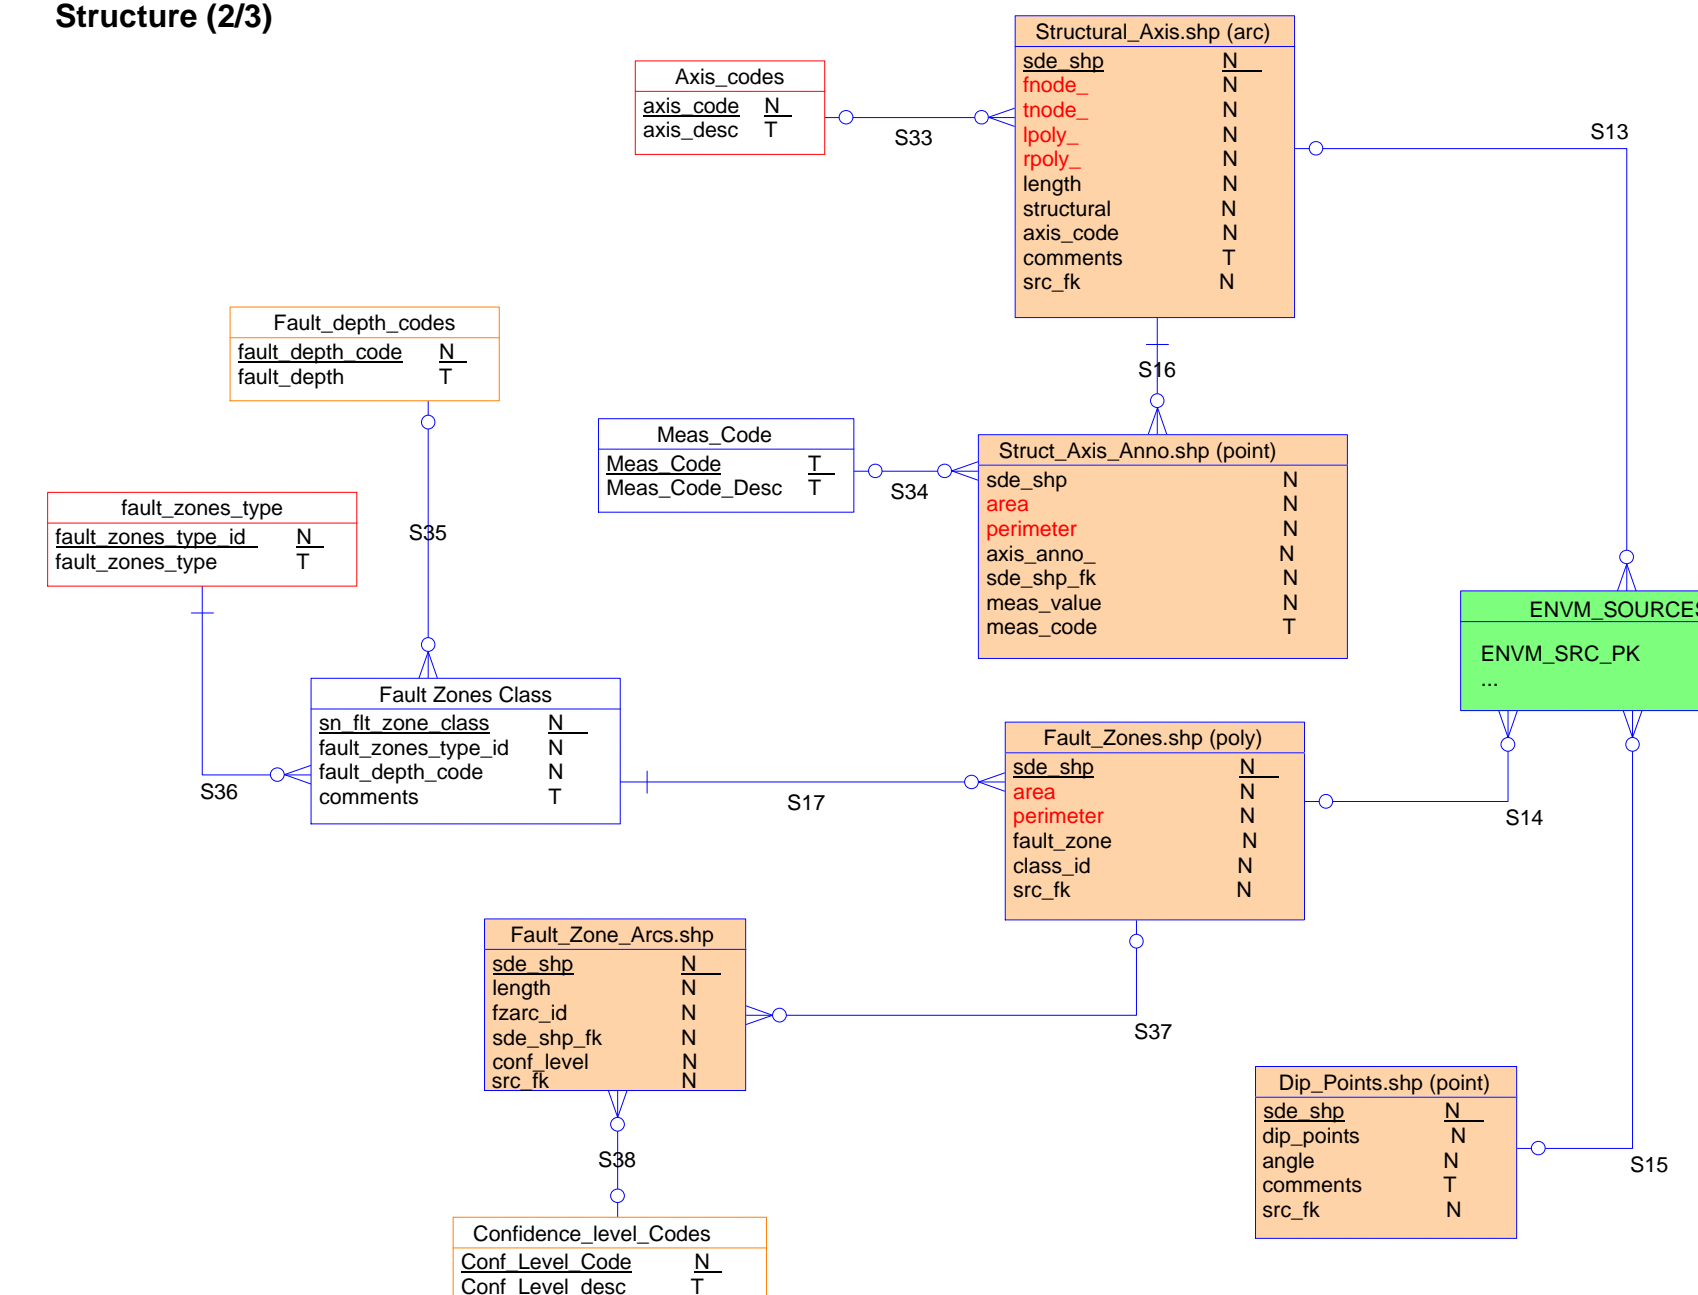 Structure (2/3)
Structural_Axis.shp (arc)
sde_shp N
fnode_ N
tnode_ N
lpoly_ N
rpoly_ N
length N
structural N
axis_code N
comments T
src_fk N
Axis_codes
axis_code N
axis_desc T
S33
S13
Fault_depth_codes
fault_depth_code N
fault_depth T
S16
Meas_Code
Meas_Code T
Meas_Code_Desc T
S34
Struct_Axis_Anno.shp (point)
sde_shp N
area N
perimeter N
axis_anno_ N
sde_shp_fk N
meas_value N
meas_code T
fault_zones_type
fault_zones_type_id N
fault_zones_type T
S35
ENVM_SOURCES
ENVM_SRC_PK
...
Fault Zones Class
sn_flt_zone_class N
fault_zones_type_id N
fault_depth_code N
comments T
S36
S17
Fault_Zones.shp (poly)
sde_shp N
area N
perimeter N
fault_zone N
class_id N
src_fk N
S14
Fault_Zone_Arcs.shp
sde_shp N
length N
fzarc_id N
sde_shp_fk N
conf_level N
src_fk N
S37
Dip_Points.shp (point)
sde_shp N
dip_points N
angle N
comments T
src_fk N
S15
S38
Confidence_level_Codes
Conf_Level_Code N
Conf_Level_desc T